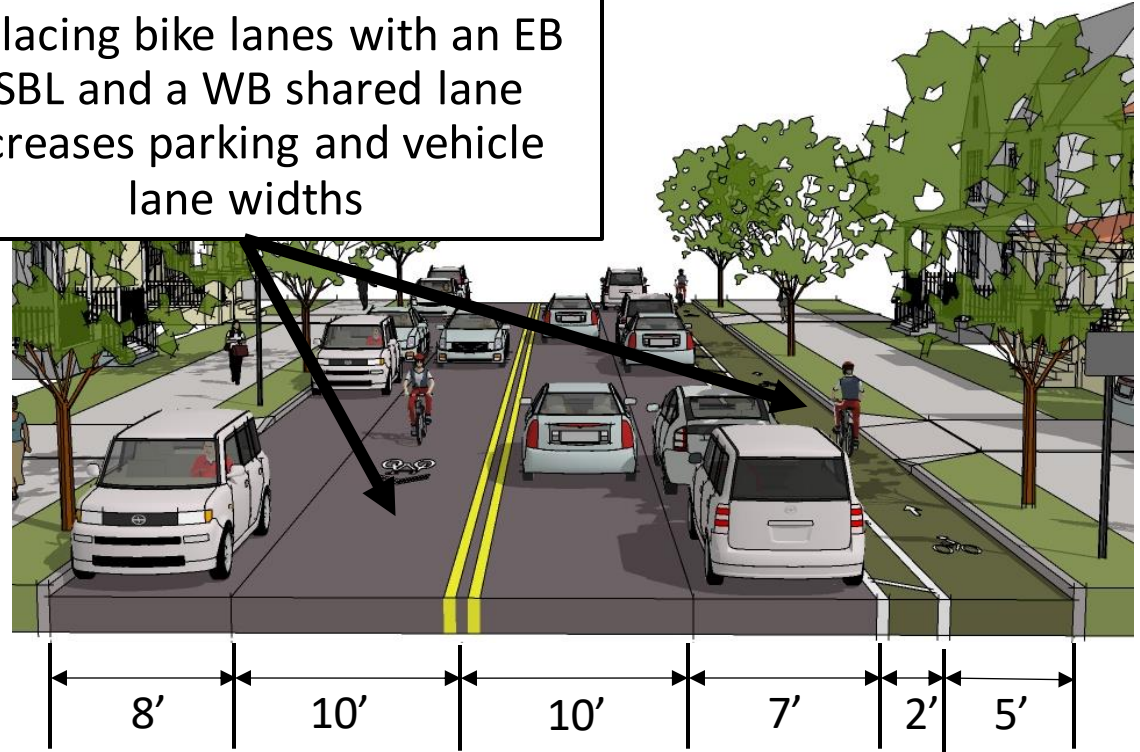 lacing bike lanes with an EB
SBL and a WB shared lane
creases parking and vehicle
lane widths
8’
10’
10’
7’
2’
5’